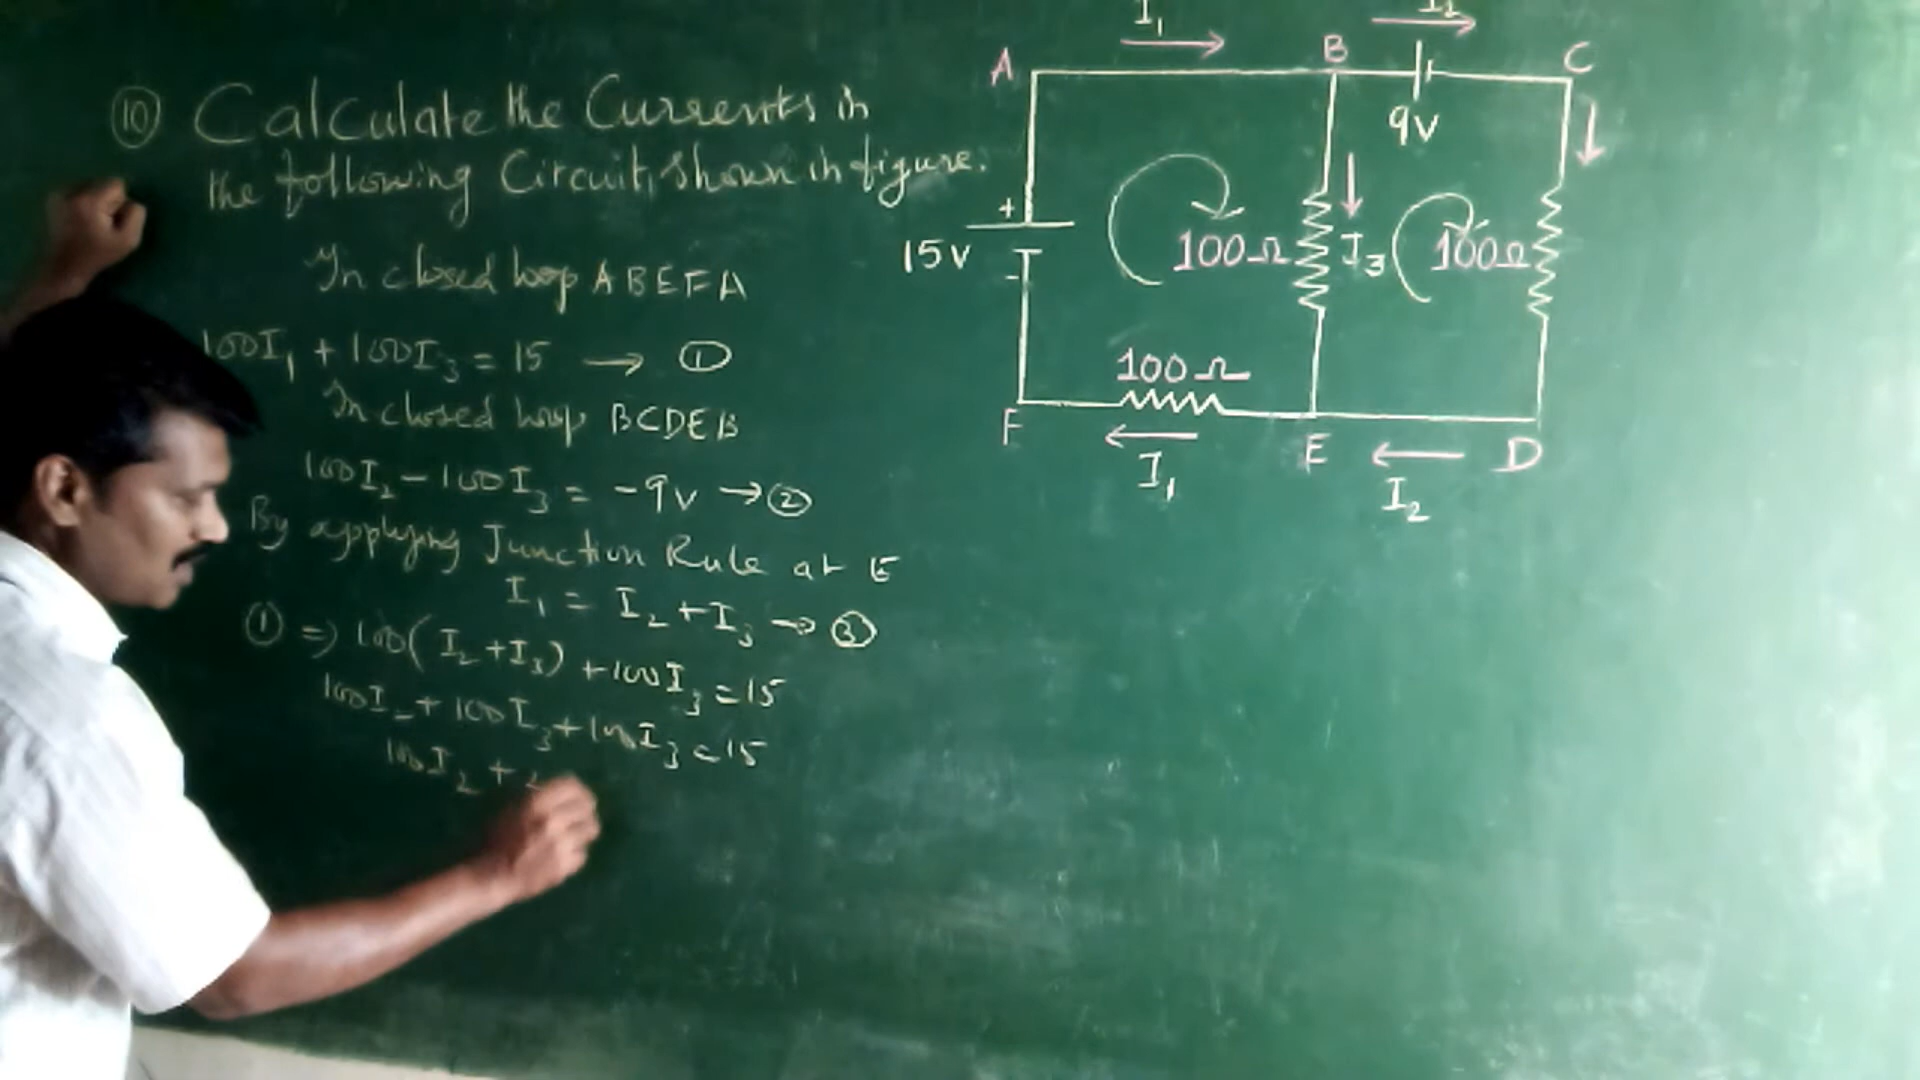 ⑩ Calculate the Currents in
the following Circuit, shown in figure.
In closed loop ABEFA
100I₁ + 100I₃ = 15 → ①
In closed loop BCDEB
100I₂ - 100I₃ = -9V → ②
By applying Junction Rule at E
I₁ = I₂ + I₃ → ③
① ⇒ 100(I₂ + I₃) + 100I₃ = 15
100I₂ + 100I₃ + 100I₃ = 15
100I₂ +
I₁ →
A
B
C
9V
+
15V
-
100Ω
I₃
100Ω
100Ω
F
E
D
← I₁
← I₂